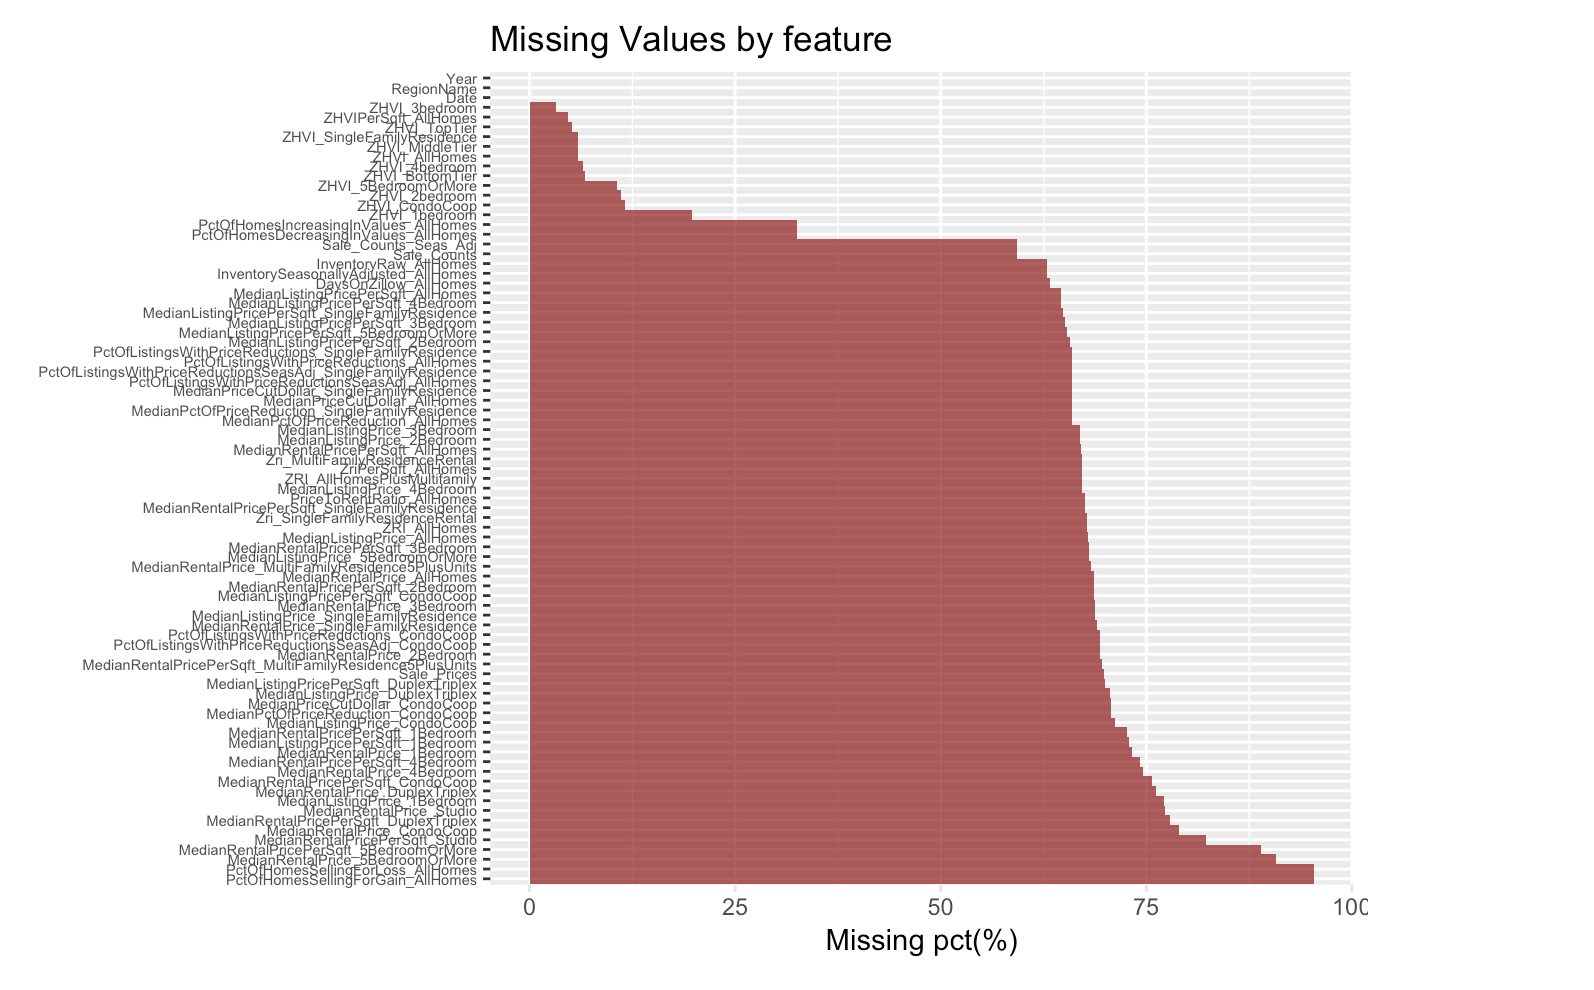 Missing Values by feature
Year
RegionName
Date
ZHVI_3bedroom
ZHVIPerSqft_AllHomes
ZHVI_TopTier
ZHVI_SingleFamilyResidence
ZHVI_MiddleTier
ZHVI_AllHomes
ZHVI_4bedroom
ZHVI_BottomTier
ZHVI_5BedroomOrMore
ZHVI_2bedroom
ZHVI_CondoCoop
ZHVI_1bedroom
PctOfHomesIncreasingInValues_AllHomes
PctOfHomesDecreasingInValues_AllHomes
Sale_Counts_Seas_Adj
Sale_Counts
InventoryRaw_AllHomes
InventorySeasonallyAdjusted_AllHomes
DaysOnZillow_AllHomes
MedianListingPricePerSqft_AllHomes
MedianListingPricePerSqft_4Bedroom
MedianListingPricePerSqft_SingleFamilyResidence
MedianListingPricePerSqft_3Bedroom
MedianListingPricePerSqft_5BedroomOrMore
MedianListingPricePerSqft_2Bedroom
PctOfListingsWithPriceReductions_SingleFamilyResidence
PctOfListingsWithPriceReductions_AllHomes
PctOfListingsWithPriceReductionsSeasAdj_SingleFamilyResidence
PctOfListingsWithPriceReductionsSeasAdj_AllHomes
MedianPriceCutDollar_SingleFamilyResidence
MedianPriceCutDollar_AllHomes
MedianPctOfPriceReduction_SingleFamilyResidence
MedianPctOfPriceReduction_AllHomes
MedianListingPrice_3Bedroom
MedianListingPrice_2Bedroom
MedianRentalPricePerSqft_AllHomes
Zri_MultiFamilyResidenceRental
ZriPerSqft_AllHomes
ZRI_AllHomesPlusMultifamily
MedianListingPrice_4Bedroom
PriceToRentRatio_AllHomes
MedianRentalPricePerSqft_SingleFamilyResidence
Zri_SingleFamilyResidenceRental
ZRI_AllHomes
MedianListingPrice_AllHomes
MedianRentalPricePerSqft_3Bedroom
MedianListingPrice_5BedroomOrMore
MedianRentalPrice_MultiFamilyResidence5PlusUnits
MedianRentalPrice_AllHomes
MedianRentalPricePerSqft_2Bedroom
MedianListingPricePerSqft_CondoCoop
MedianRentalPrice_3Bedroom
MedianListingPrice_SingleFamilyResidence
MedianRentalPrice_SingleFamilyResidence
PctOfListingsWithPriceReductions_CondoCoop
PctOfListingsWithPriceReductionsSeasAdj_CondoCoop
MedianRentalPrice_2Bedroom
MedianRentalPricePerSqft_MultiFamilyResidence5PlusUnits
Sale_Prices
MedianListingPricePerSqft_DuplexTriplex
MedianListingPrice_DuplexTriplex
MedianPriceCutDollar_CondoCoop
MedianPctOfPriceReduction_CondoCoop
MedianListingPrice_CondoCoop
MedianRentalPricePerSqft_1Bedroom
MedianListingPricePerSqft_1Bedroom
MedianRentalPrice_1Bedroom
MedianRentalPricePerSqft_4Bedroom
MedianRentalPrice_4Bedroom
MedianRentalPricePerSqft_CondoCoop
MedianRentalPrice_DuplexTriplex
MedianListingPrice_1Bedroom
MedianRentalPrice_Studio
MedianRentalPricePerSqft_DuplexTriplex
MedianRentalPrice_CondoCoop
MedianRentalPricePerSqft_Studio
MedianRentalPricePerSqft_5BedroomOrMore
MedianRentalPrice_5BedroomOrMore
PctOfHomesSellingForLoss_AllHomes
PctOfHomesSellingForGain_AllHomes
0 25 50 75 100
Missing pct(%)